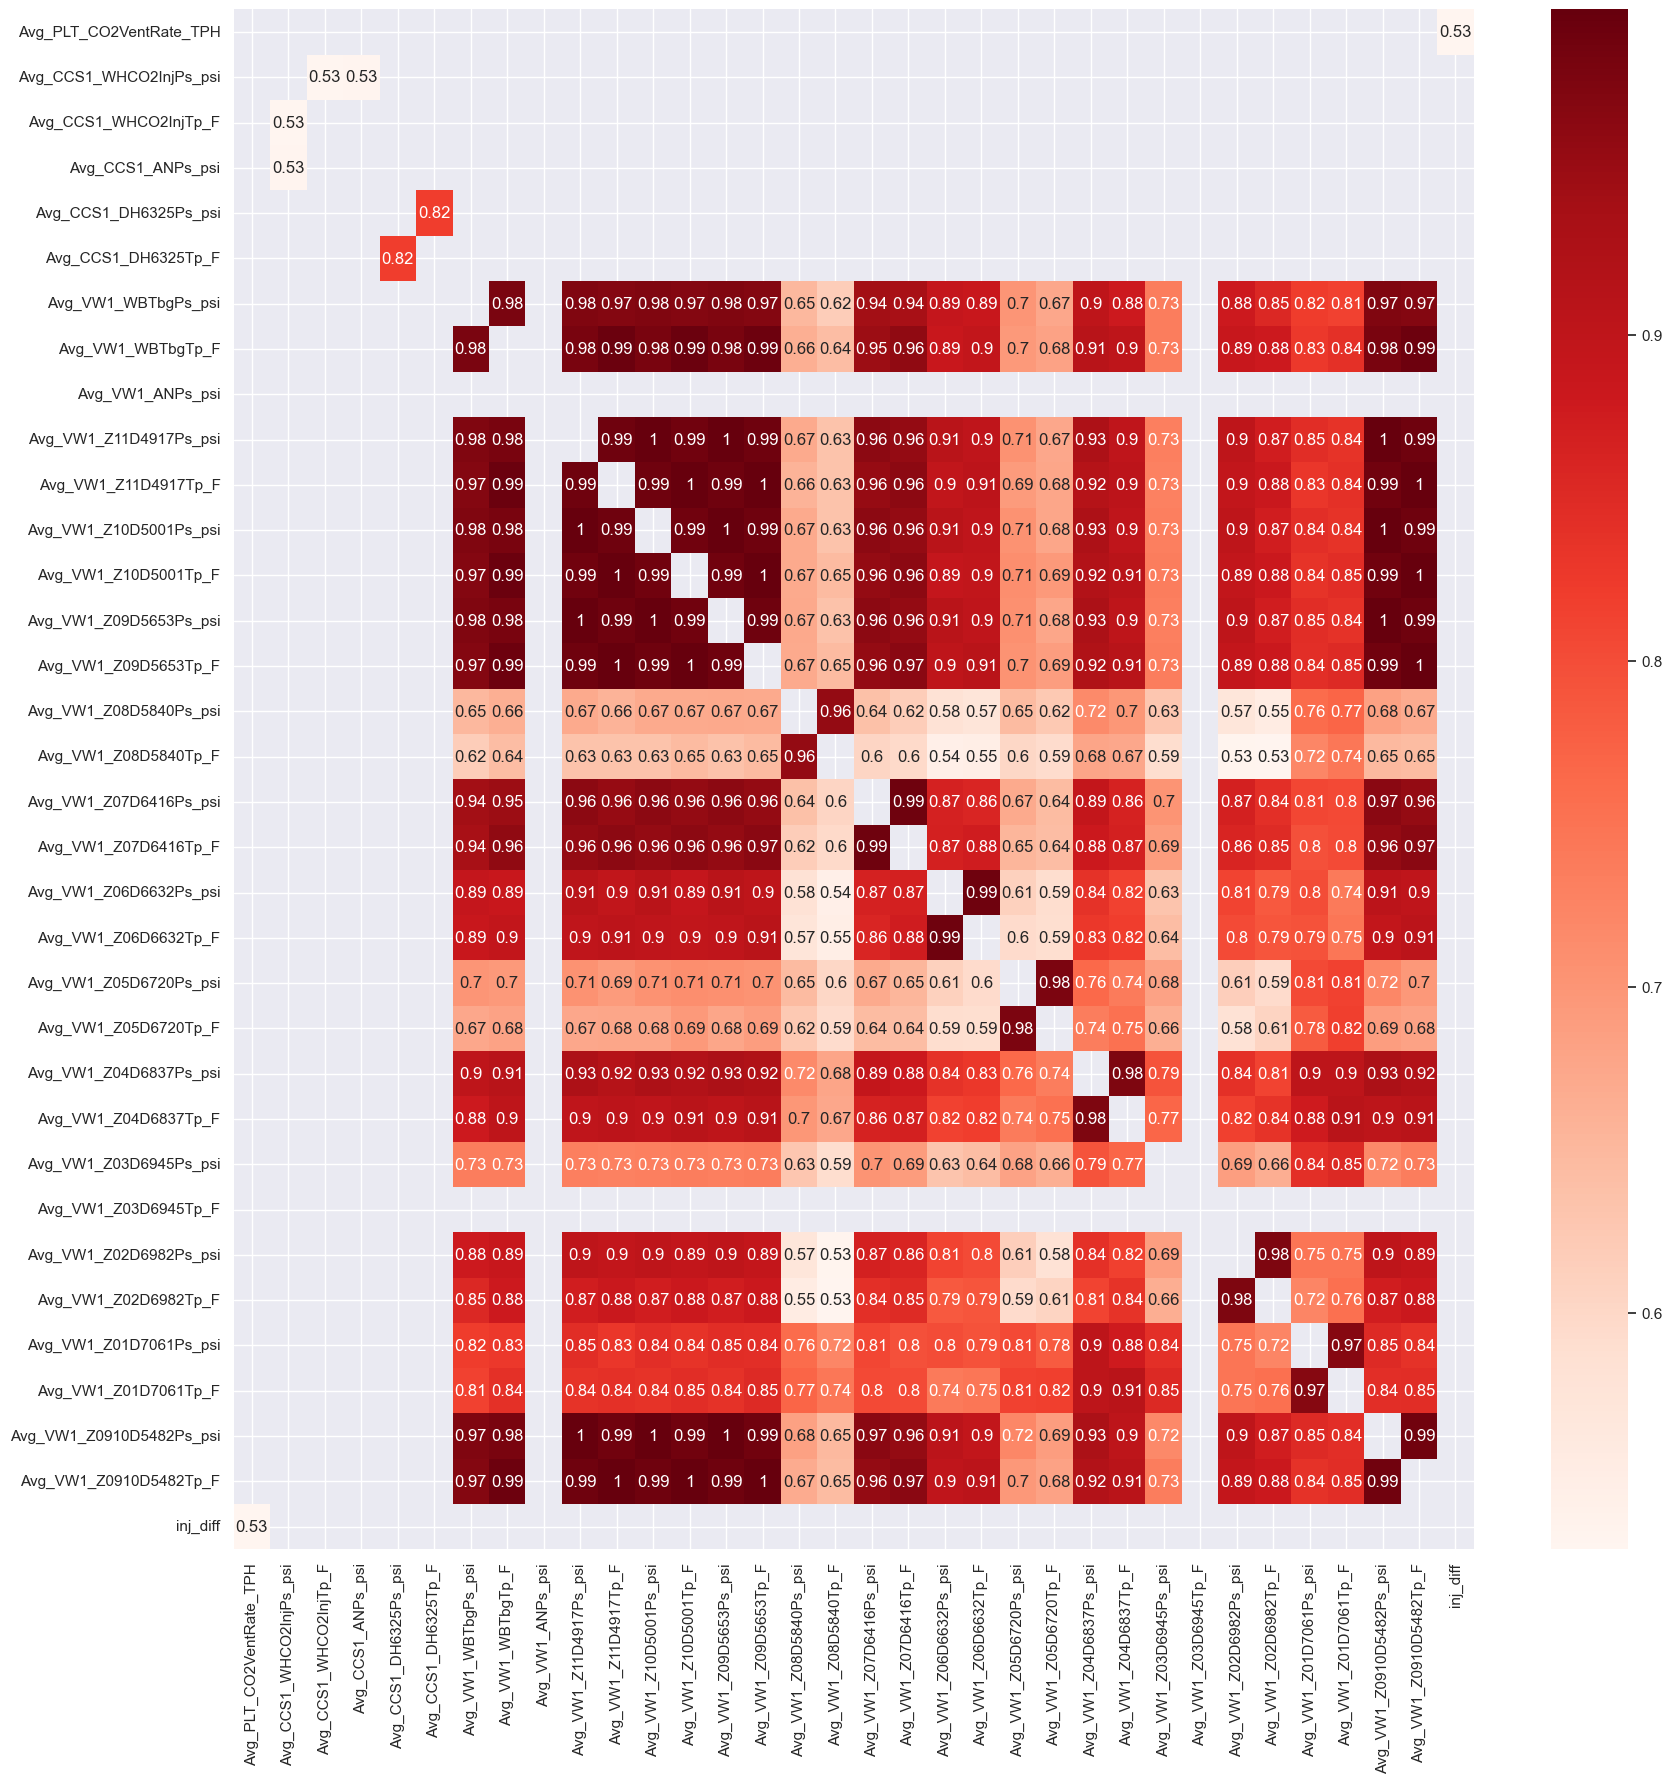 Avg_PLT_CO2VentRate_TPH 0.53
Avg_CCS1_WHCO2InjPs_psi 0.53 0.53
Avg_CCS1_WHCO2InjTp_F 0.53
Avg_CCS1_ANPs_psi 0.53
Avg_CCS1_DH6325Ps_psi 0.82
Avg_CCS1_DH6325Tp_F 0.82
Avg_VW1_WBTbgPs_psi 0.98 0.98 0.97 0.98 0.97 0.98 0.97 0.65 0.62 0.94 0.94 0.89 0.89 0.7 0.67 0.9 0.88 0.73 0.88 0.85 0.82 0.81 0.97 0.97
Avg_VW1_WBTbgTp_F 0.98 0.98 0.99 0.98 0.99 0.98 0.99 0.66 0.64 0.95 0.96 0.89 0.9 0.7 0.68 0.91 0.9 0.73 0.89 0.88 0.83 0.84 0.98 0.99
Avg_VW1_ANPs_psi
Avg_VW1_Z11D4917Ps_psi 0.98 0.98 0.99 1 0.99 1 0.99 0.67 0.63 0.96 0.96 0.91 0.9 0.71 0.67 0.93 0.9 0.73 0.9 0.87 0.85 0.84 1 0.99
Avg_VW1_Z11D4917Tp_F 0.97 0.99 0.99 0.99 1 0.99 1 0.66 0.63 0.96 0.96 0.9 0.91 0.69 0.68 0.92 0.9 0.73 0.9 0.88 0.83 0.84 0.99 1
Avg_VW1_Z10D5001Ps_psi 0.98 0.98 1 0.99 0.99 1 0.99 0.67 0.63 0.96 0.96 0.91 0.9 0.71 0.68 0.93 0.9 0.73 0.9 0.87 0.84 0.84 1 0.99
Avg_VW1_Z10D5001Tp_F 0.97 0.99 0.99 1 0.99 0.99 1 0.67 0.65 0.96 0.96 0.89 0.9 0.71 0.69 0.92 0.91 0.73 0.89 0.88 0.84 0.85 0.99 1
Avg_VW1_Z09D5653Ps_psi 0.98 0.98 1 0.99 1 0.99 0.99 0.67 0.63 0.96 0.96 0.91 0.9 0.71 0.68 0.93 0.9 0.73 0.9 0.87 0.85 0.84 1 0.99
Avg_VW1_Z09D5653Tp_F 0.97 0.99 0.99 1 0.99 1 0.99 0.67 0.65 0.96 0.97 0.9 0.91 0.7 0.69 0.92 0.91 0.73 0.89 0.88 0.84 0.85 0.99 1
Avg_VW1_Z08D5840Ps_psi 0.65 0.66 0.67 0.66 0.67 0.67 0.67 0.67 0.96 0.64 0.62 0.58 0.57 0.65 0.62 0.72 0.7 0.63 0.57 0.55 0.76 0.77 0.68 0.67
Avg_VW1_Z08D5840Tp_F 0.62 0.64 0.63 0.63 0.63 0.65 0.63 0.65 0.96 0.6 0.6 0.54 0.55 0.6 0.59 0.68 0.67 0.59 0.53 0.53 0.72 0.74 0.65 0.65
Avg_VW1_Z07D6416Ps_psi 0.94 0.95 0.96 0.96 0.96 0.96 0.96 0.96 0.64 0.6 0.99 0.87 0.86 0.67 0.64 0.89 0.86 0.7 0.87 0.84 0.81 0.8 0.97 0.96
Avg_VW1_Z07D6416Tp_F 0.94 0.96 0.96 0.96 0.96 0.96 0.96 0.97 0.62 0.6 0.99 0.87 0.88 0.65 0.64 0.88 0.87 0.69 0.86 0.85 0.8 0.8 0.96 0.97
Avg_VW1_Z06D6632Ps_psi 0.89 0.89 0.91 0.9 0.91 0.89 0.91 0.9 0.58 0.54 0.87 0.87 0.99 0.61 0.59 0.84 0.82 0.63 0.81 0.79 0.8 0.74 0.91 0.9
Avg_VW1_Z06D6632Tp_F 0.89 0.9 0.9 0.91 0.9 0.9 0.9 0.91 0.57 0.55 0.86 0.88 0.99 0.6 0.59 0.83 0.82 0.64 0.8 0.79 0.79 0.75 0.9 0.91
Avg_VW1_Z05D6720Ps_psi 0.7 0.7 0.71 0.69 0.71 0.71 0.71 0.7 0.65 0.6 0.67 0.65 0.61 0.6 0.98 0.76 0.74 0.68 0.61 0.59 0.81 0.81 0.72 0.7
Avg_VW1_Z05D6720Tp_F 0.67 0.68 0.67 0.68 0.68 0.69 0.68 0.69 0.62 0.59 0.64 0.64 0.59 0.59 0.98 0.74 0.75 0.66 0.58 0.61 0.78 0.82 0.69 0.68
Avg_VW1_Z04D6837Ps_psi 0.9 0.91 0.93 0.92 0.93 0.92 0.93 0.92 0.72 0.68 0.89 0.88 0.84 0.83 0.76 0.74 0.98 0.79 0.84 0.81 0.9 0.9 0.93 0.92
Avg_VW1_Z04D6837Tp_F 0.88 0.9 0.9 0.9 0.9 0.91 0.9 0.91 0.7 0.67 0.86 0.87 0.82 0.82 0.74 0.75 0.98 0.77 0.82 0.84 0.88 0.91 0.9 0.91
Avg_VW1_Z03D6945Ps_psi 0.73 0.73 0.73 0.73 0.73 0.73 0.73 0.73 0.63 0.59 0.7 0.69 0.63 0.64 0.68 0.66 0.79 0.77 0.69 0.66 0.84 0.85 0.72 0.73
Avg_VW1_Z03D6945Tp_F
Avg_VW1_Z02D6982Ps_psi 0.88 0.89 0.9 0.9 0.9 0.89 0.9 0.89 0.57 0.53 0.87 0.86 0.81 0.8 0.61 0.58 0.84 0.82 0.69 0.98 0.75 0.75 0.9 0.89
Avg_VW1_Z02D6982Tp_F 0.85 0.88 0.87 0.88 0.87 0.88 0.87 0.88 0.55 0.53 0.84 0.85 0.79 0.79 0.59 0.61 0.81 0.84 0.66 0.98 0.72 0.76 0.87 0.88
Avg_VW1_Z01D7061Ps_psi 0.82 0.83 0.85 0.83 0.84 0.84 0.85 0.84 0.76 0.72 0.81 0.8 0.8 0.79 0.81 0.78 0.9 0.88 0.84 0.75 0.72 0.97 0.85 0.84
Avg_VW1_Z01D7061Tp_F 0.81 0.84 0.84 0.84 0.84 0.85 0.84 0.85 0.77 0.74 0.8 0.8 0.74 0.75 0.81 0.82 0.9 0.91 0.85 0.75 0.76 0.97 0.84 0.85
Avg_VW1_Z0910D5482Ps_psi 0.97 0.98 1 0.99 1 0.99 1 0.99 0.68 0.65 0.97 0.96 0.91 0.9 0.72 0.69 0.93 0.9 0.72 0.9 0.87 0.85 0.84 0.99
Avg_VW1_Z0910D5482Tp_F 0.97 0.99 0.99 1 0.99 1 0.99 1 0.67 0.65 0.96 0.97 0.9 0.91 0.7 0.68 0.92 0.91 0.73 0.89 0.88 0.84 0.85 0.99
inj_diff 0.53
Avg_PLT_CO2VentRate_TPH
Avg_CCS1_WHCO2InjPs_psi
Avg_CCS1_WHCO2InjTp_F
Avg_CCS1_ANPs_psi
Avg_CCS1_DH6325Ps_psi
Avg_CCS1_DH6325Tp_F
Avg_VW1_WBTbgPs_psi
Avg_VW1_WBTbgTp_F
Avg_VW1_ANPs_psi
Avg_VW1_Z11D4917Ps_psi
Avg_VW1_Z11D4917Tp_F
Avg_VW1_Z10D5001Ps_psi
Avg_VW1_Z10D5001Tp_F
Avg_VW1_Z09D5653Ps_psi
Avg_VW1_Z09D5653Tp_F
Avg_VW1_Z08D5840Ps_psi
Avg_VW1_Z08D5840Tp_F
Avg_VW1_Z07D6416Ps_psi
Avg_VW1_Z07D6416Tp_F
Avg_VW1_Z06D6632Ps_psi
Avg_VW1_Z06D6632Tp_F
Avg_VW1_Z05D6720Ps_psi
Avg_VW1_Z05D6720Tp_F
Avg_VW1_Z04D6837Ps_psi
Avg_VW1_Z04D6837Tp_F
Avg_VW1_Z03D6945Ps_psi
Avg_VW1_Z03D6945Tp_F
Avg_VW1_Z02D6982Ps_psi
Avg_VW1_Z02D6982Tp_F
Avg_VW1_Z01D7061Ps_psi
Avg_VW1_Z01D7061Tp_F
Avg_VW1_Z0910D5482Ps_psi
Avg_VW1_Z0910D5482Tp_F
inj_diff
0.9
0.8
0.7
0.6